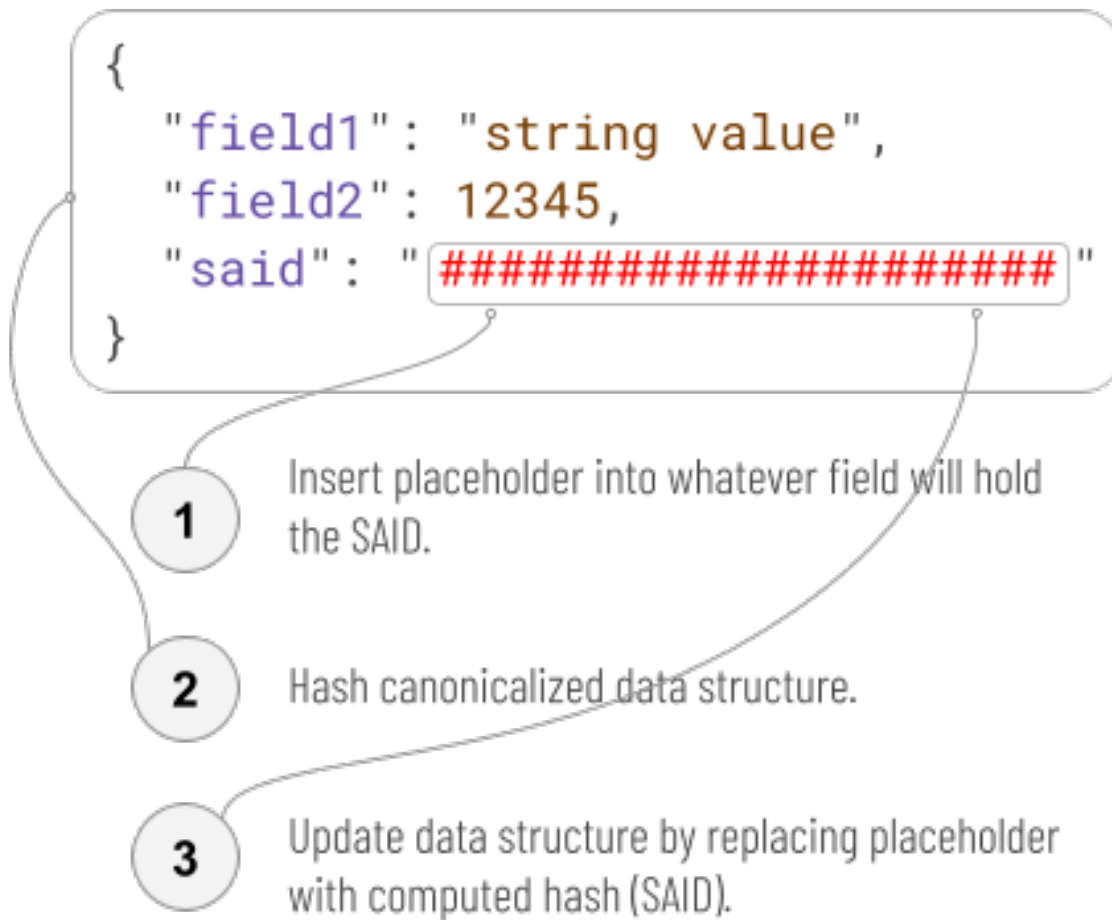 {
"field1": "string value",
"field2": 12345,
"said": "#####################"
}
1
Insert placeholder into whatever field will hold
the SAID.
2
Hash canonicalized data structure.
3
Update data structure by replacing placeholder
with computed hash (SAID).